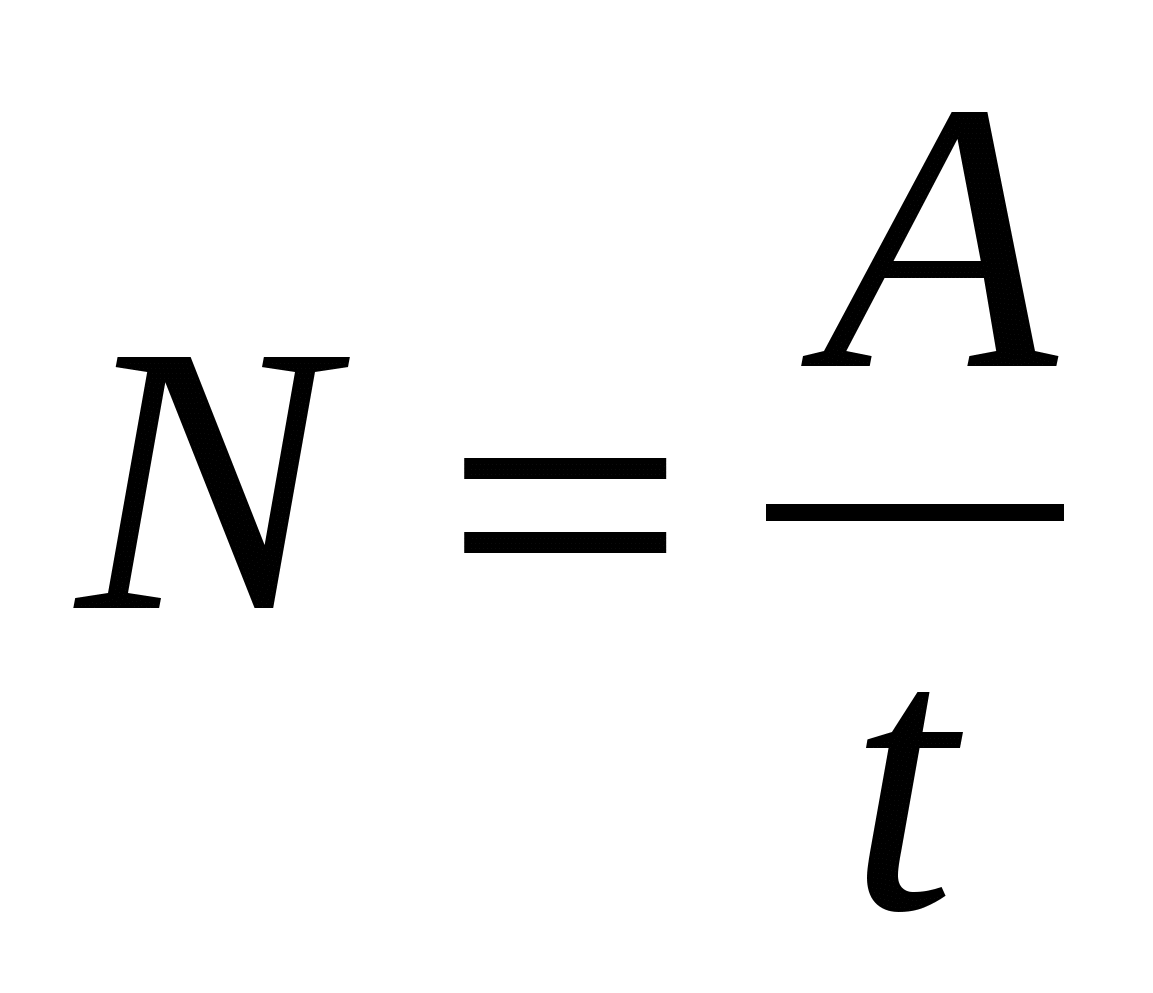 N = A/t